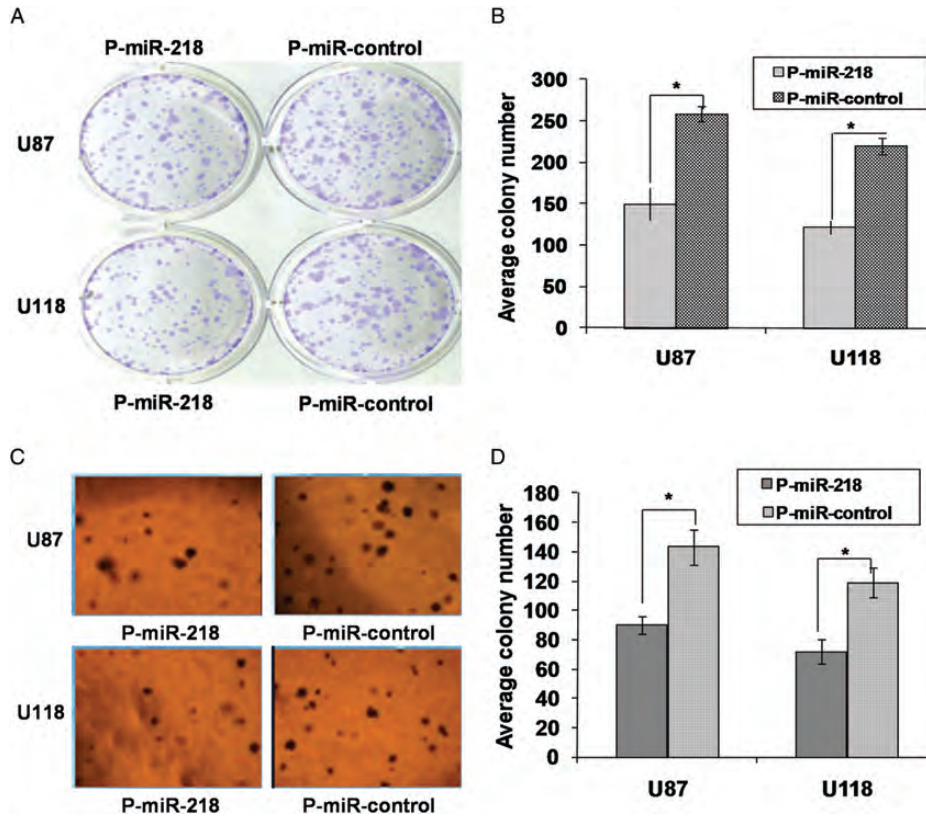 A
P-miR-218 P-miR-control
U87
U118
P-miR-218 P-miR-control
B
P-miR-218
P-miR-control
Average colony number
300
250
200
150
100
50
0
*
*
U87 U118
C
U87
P-miR-218 P-miR-control
U118
P-miR-218 P-miR-control
D
P-miR-218
P-miR-control
Average colony number
180
160
140
120
100
80
60
40
20
0
*
*
U87 U118